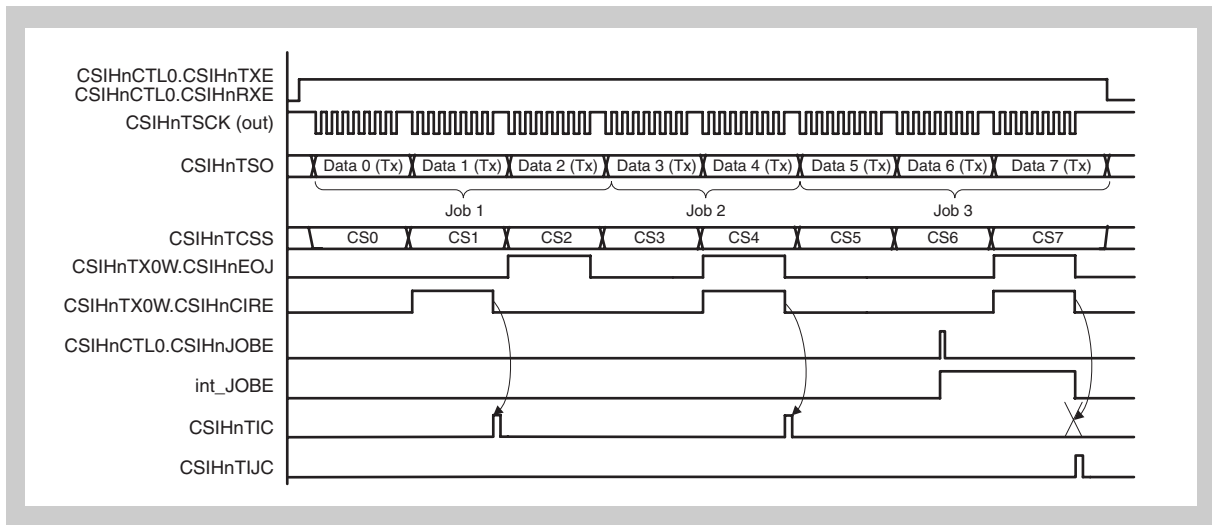 CSIHnCTL0.CSIHnTXE
CSIHnCTL0.CSIHnRXE
CSIHnTSCK (out)
CSIHnTSO
Data 0 (Tx) Data 1 (Tx) Data 2 (Tx) Data 3 (Tx) Data 4 (Tx) Data 5 (Tx) Data 6 (Tx) Data 7 (Tx)
Job 1 Job 2 Job 3
CSIHnTCSS
CS0 CS1 CS2 CS3 CS4 CS5 CS6 CS7
CSIHnTX0W.CSIHnEOJ
CSIHnTX0W.CSIHnCIRE
CSIHnCTL0.CSIHnJOBE
int_JOBE
CSIHnTIC
CSIHnTIJC